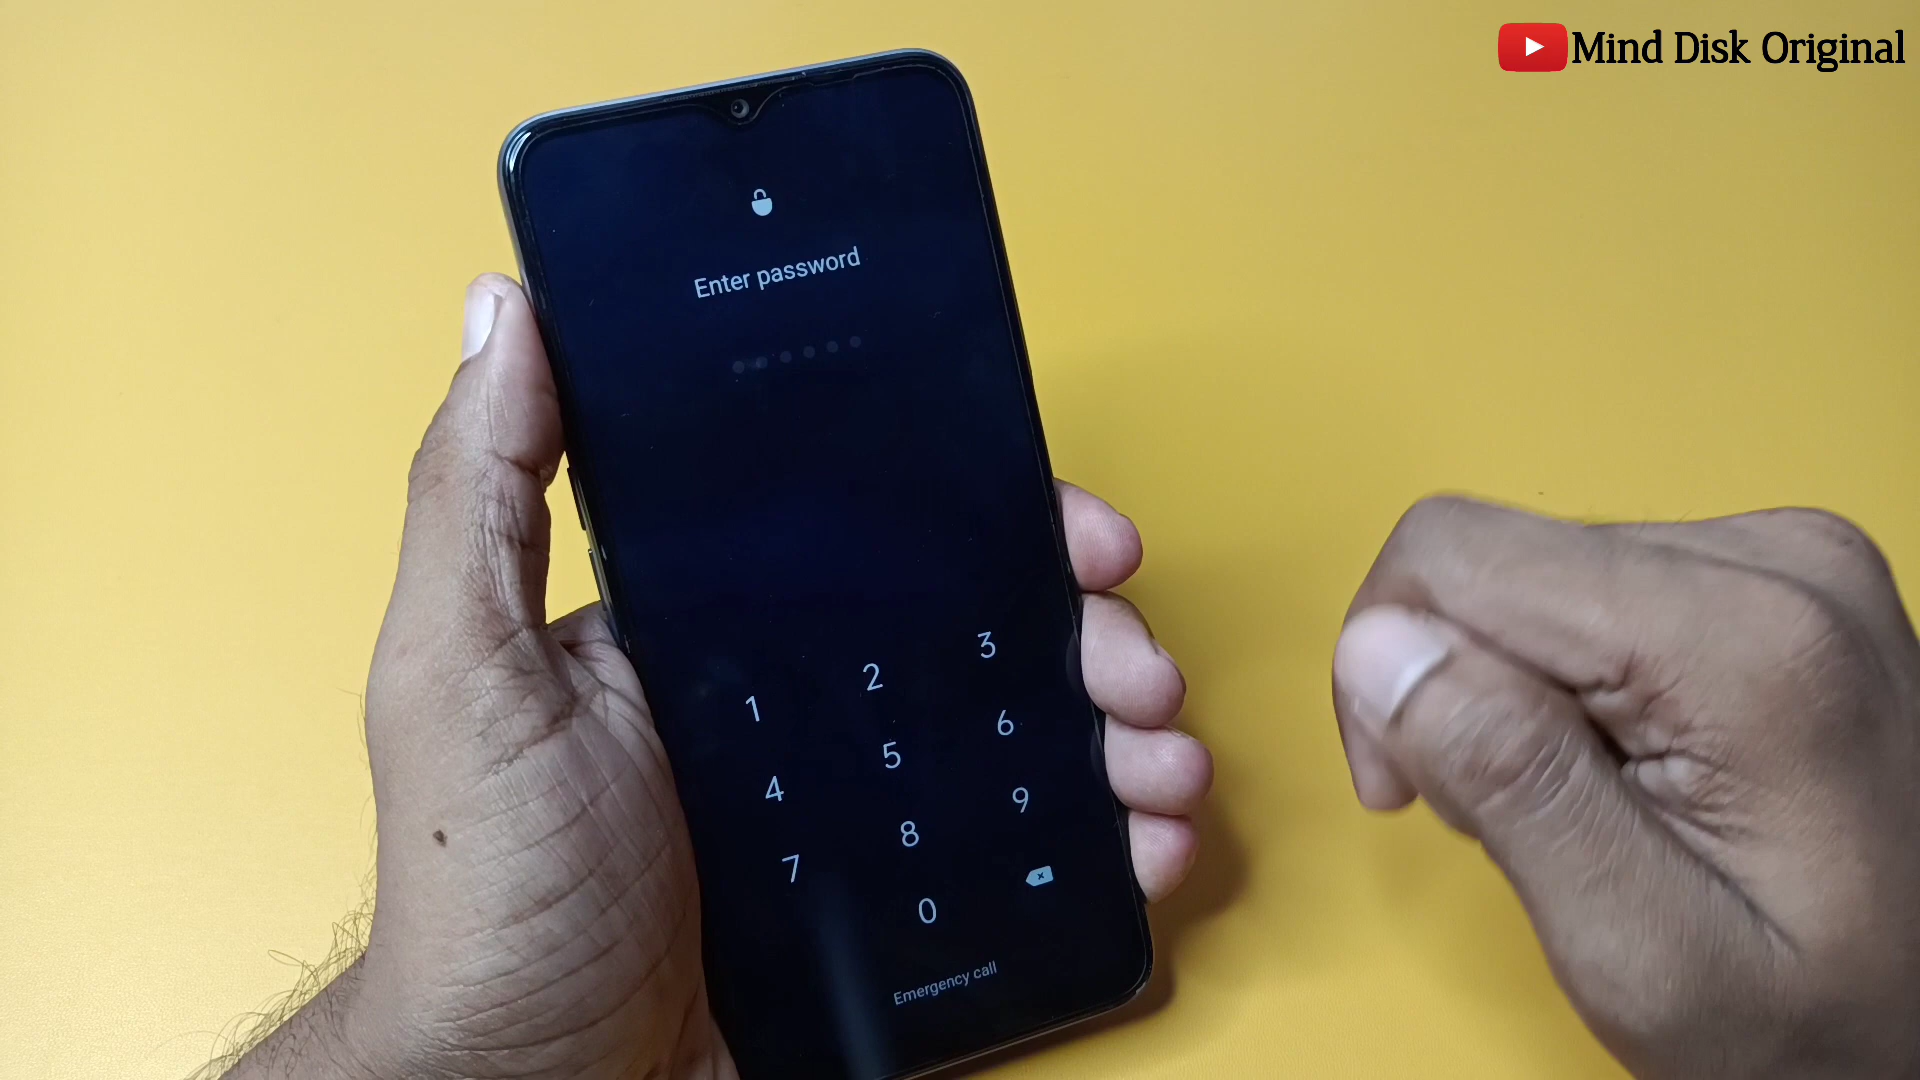 Mind Disk Original
Enter password
1 2 3
4 5 6
7 8 9
0
Emergency call